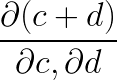 ∂(c + d)
∂c, ∂d